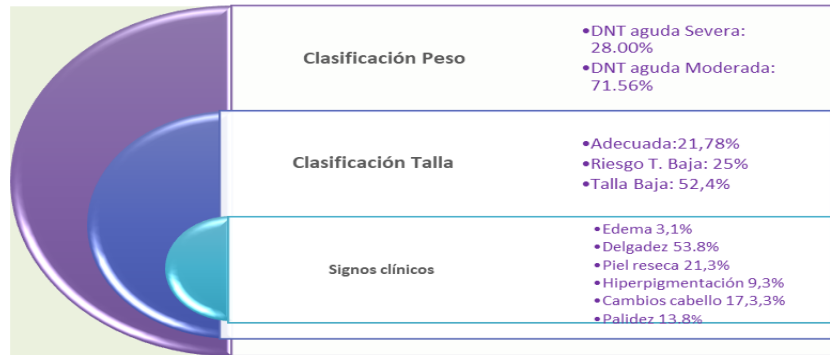 Clasificación Peso
•DNT aguda Severa:
28.00%
•DNT aguda Moderada:
71.56%
Clasificación Talla
•Adecuada:21,78%
•Riesgo T. Baja: 25%
•Talla Baja: 52,4%
Signos clínicos
•Edema 3,1%
•Delgadez 53.8%
•Piel reseca 21,3%
•Hiperpigmentación 9,3%
•Cambios cabello 17,3,3%
•Palidez 13.8%